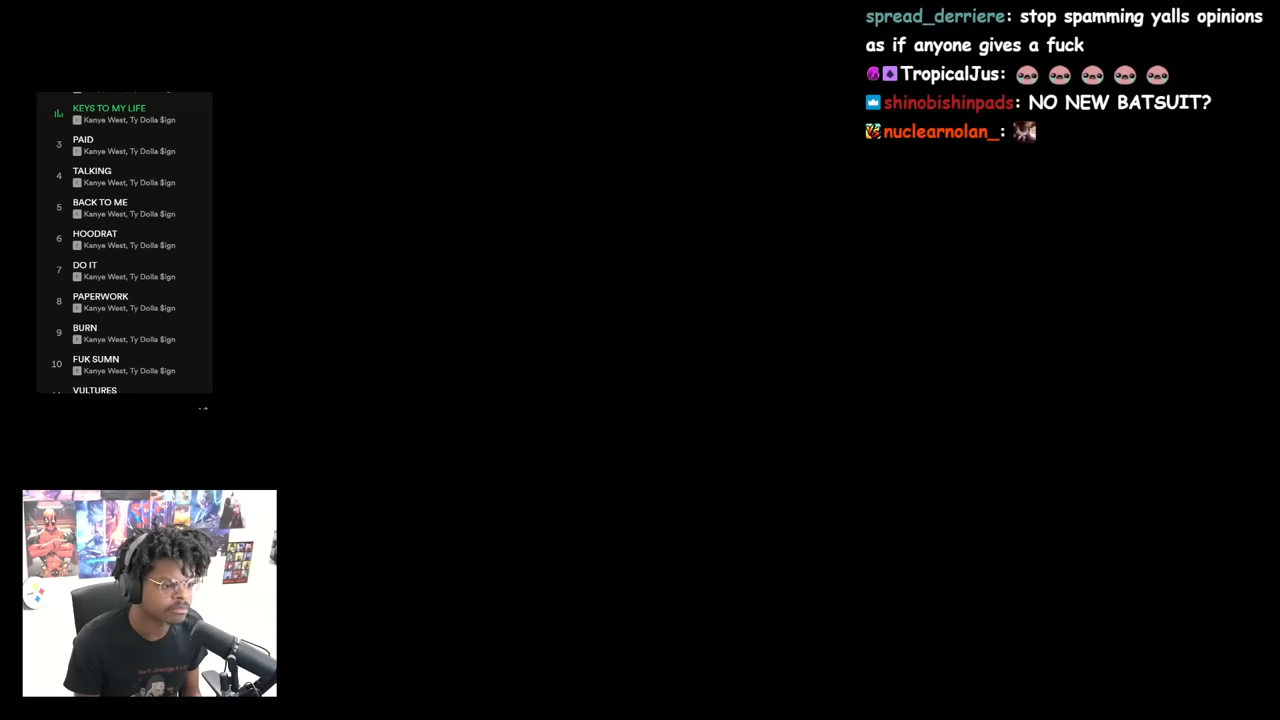 KEYS TO MY LIFE
Kanye West, Ty Dolla $ign
3
PAID
Kanye West, Ty Dolla $ign
4
TALKING
Kanye West, Ty Dolla $ign
5
BACK TO ME
Kanye West, Ty Dolla $ign
6
HOODRAT
Kanye West, Ty Dolla $ign
7
DO IT
Kanye West, Ty Dolla $ign
8
PAPERWORK
Kanye West, Ty Dolla $ign
9
BURN
Kanye West, Ty Dolla $ign
10
FUK SUMN
Kanye West, Ty Dolla $ign
VULTURES
spread_derriere: stop spamming yalls opinions
as if anyone gives a fuck
TropicalJus:
shinobishinpads: NO NEW BATSUIT?
nuclearnolan_: